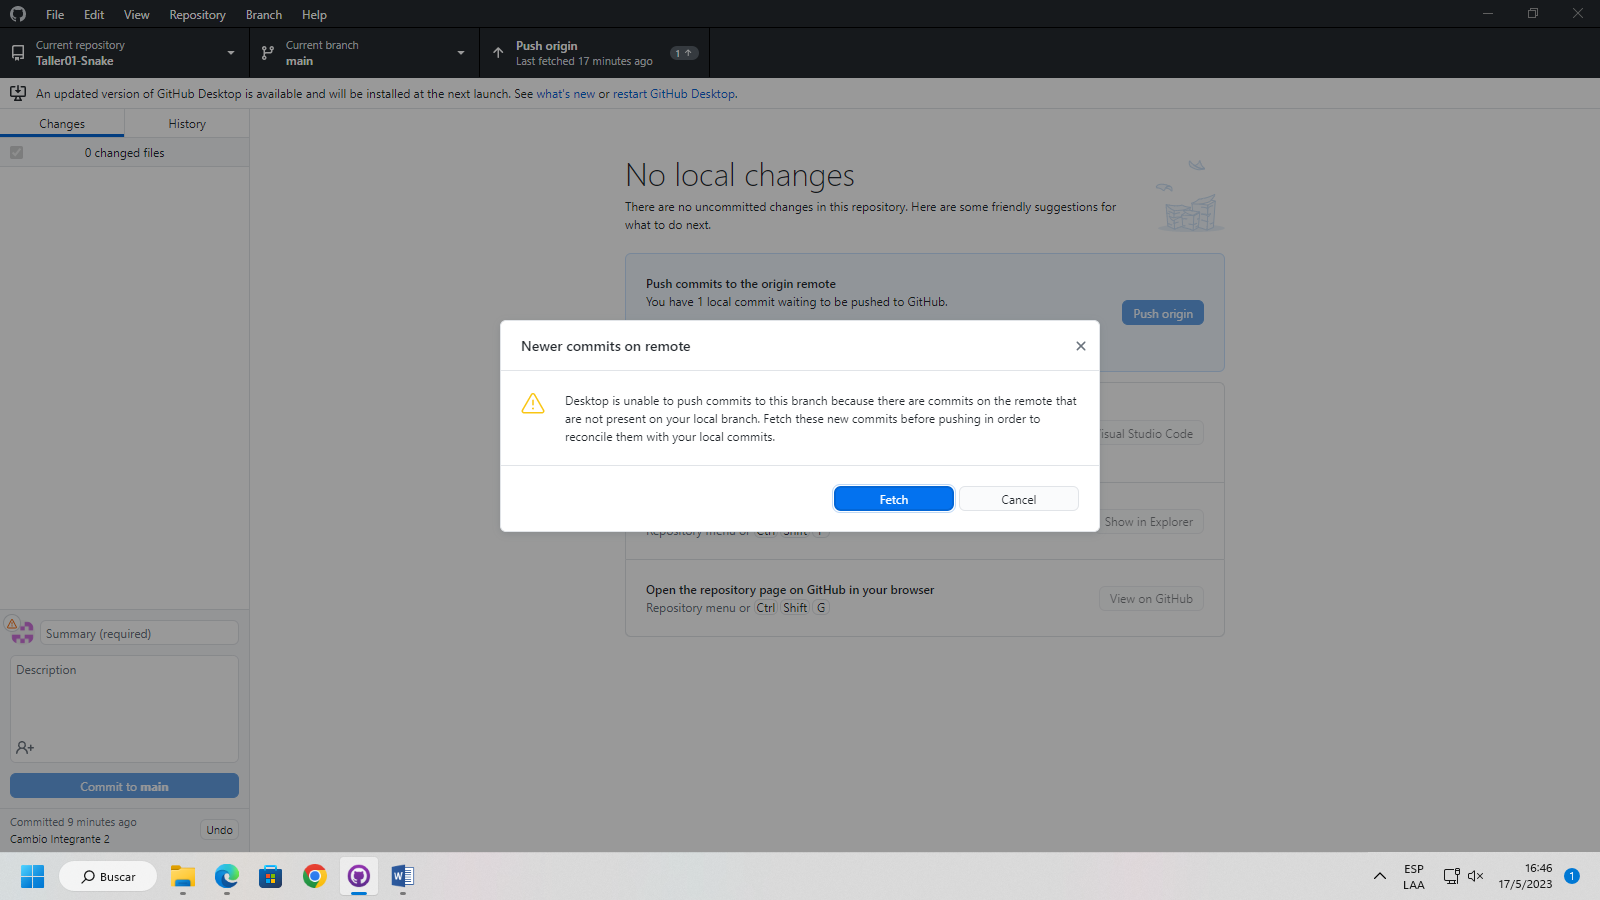 File Edit View Repository Branch Help
Current repository
Taller01-Snake
Current branch
main
Push origin
Last fetched 17 minutes ago
1
An updated version of GitHub Desktop is available and will be installed at the next launch. See what's new or restart GitHub Desktop.
Changes
History
0 changed files
No local changes
There are no uncommitted changes in this repository. Here are some friendly suggestions for
what to do next.
Push commits to the origin remote
You have 1 local commit waiting to be pushed to GitHub.
Push origin
Newer commits on remote
Desktop is unable to push commits to this branch because there are commits on the remote that
are not present on your local branch. Fetch these new commits before pushing in order to
reconcile them with your local commits.
Fetch
Cancel
Visual Studio Code
Show in Explorer
Repository menu or Ctrl Shift F
Open the repository page on GitHub in your browser
Repository menu or Ctrl Shift G
View on GitHub
Summary (required)
Description
Commit to main
Committed 9 minutes ago
Cambio Integrante 2
Undo
Buscar
ESP
LAA
16:46
17/5/2023
1